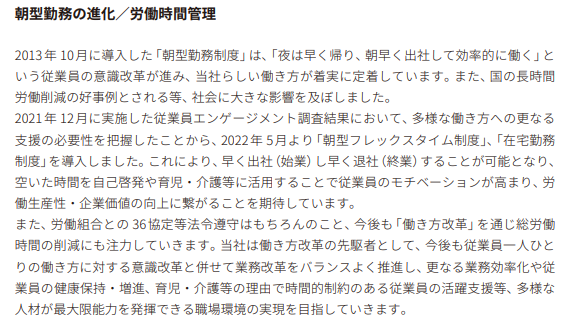 朝型勤務の進化／労働時間管理
2013年10月に導入した「朝型勤務制度」は、「夜は早く帰り、朝早く出社して効率的に働く」と
いう従業員の意識改革が進み、当社らしい働き方が着実に定着しています。また、国の長時間
労働削減の好事例とされる等、社会に大きな影響を及ぼしました。
2021年12月に実施した従業員エンゲージメント調査結果において、多様な働き方への更なる
支援の必要性を把握したことから、2022年5月より「朝型フレックスタイム制度」、「在宅勤務
制度」を導入しました。これにより、早く出社（始業）し早く退社（終業）することが可能となり、
空いた時間を自己啓発や育児・介護等に活用することで従業員のモチベーションが高まり、労
働生産性・企業価値の向上に繋がることを期待しています。
また、労働組合との36協定等法令遵守はもちろんのこと、今後も「働き方改革」を通じ総労働
時間の削減にも注力していきます。当社は働き方改革の先駆者として、今後も従業員一人ひと
りの働き方に対する意識改革と併せて業務改革をバランスよく推進し、更なる業務効率化や従
業員の健康保持・増進、育児・介護等の理由で時間的制約のある従業員の活躍支援等、多様な
人材が最大限能力を発揮できる職場環境の実現を目指していきます。